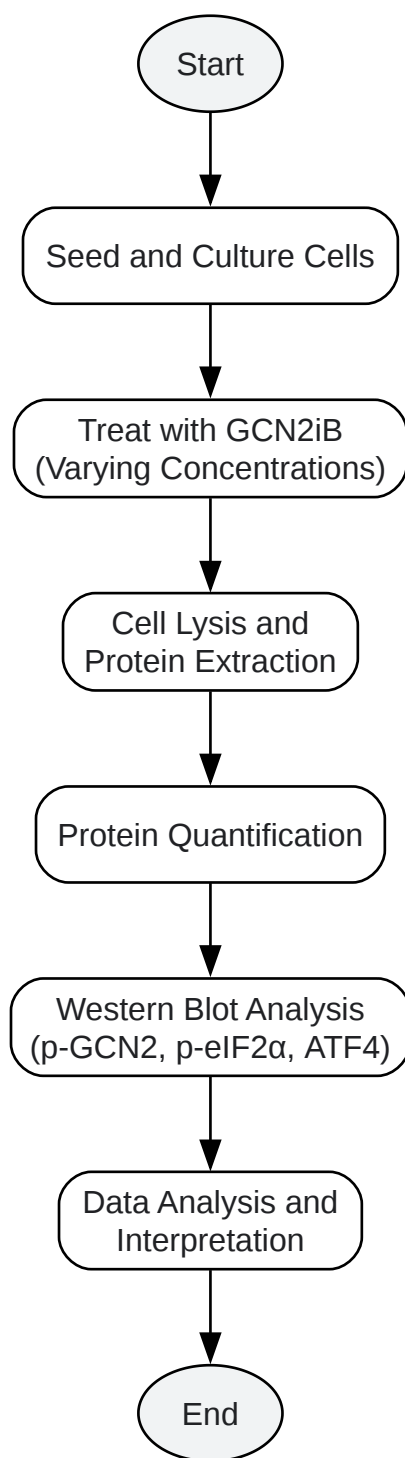 Start
Seed and Culture Cells
Treat with GCN2iB
(Varying Concentrations)
Cell Lysis and
Protein Extraction
Protein Quantification
Western Blot Analysis
(p-GCN2, p-eIF2α, ATF4)
Data Analysis and
Interpretation
End